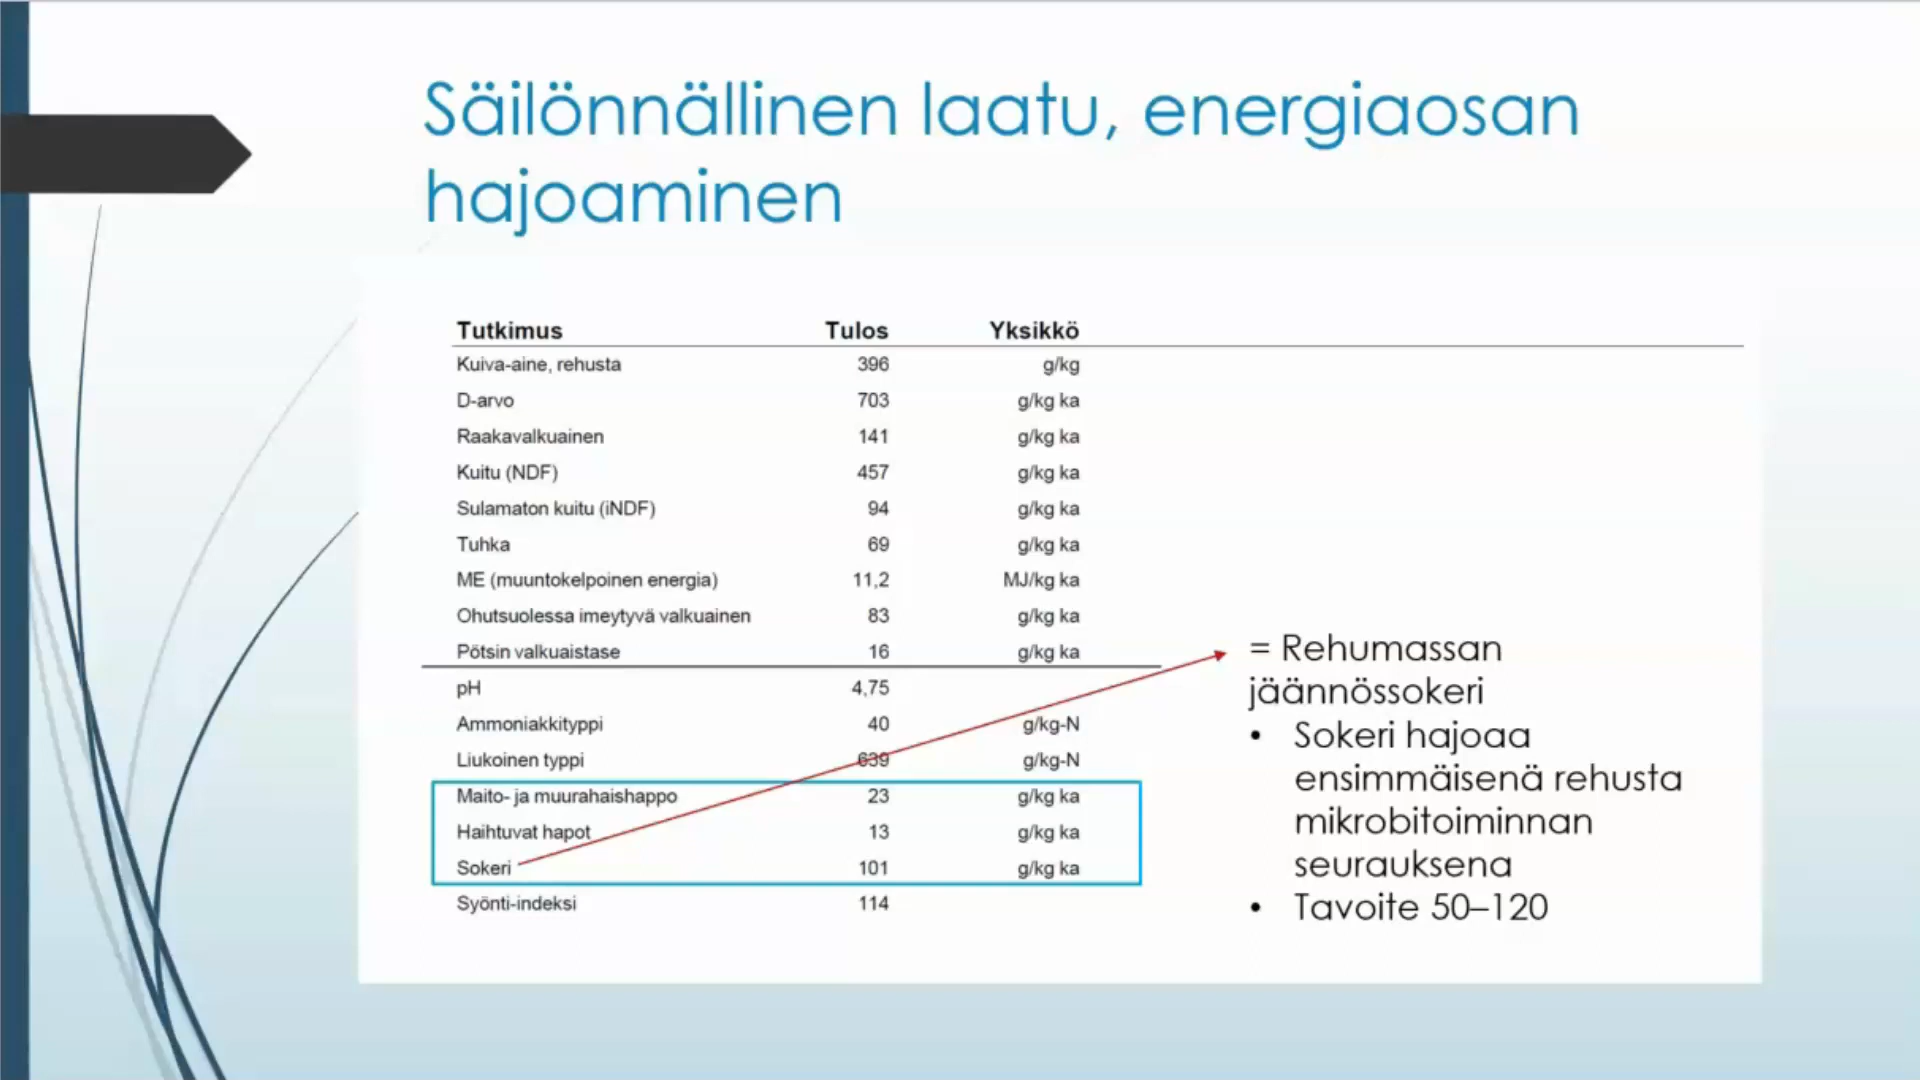 Säilönnällinen laatu, energiaosan
hajoaminen
Tutkimus Tulos Yksikkö
Kuiva-aine, rehusta 396 g/kg
D-arvo 703 g/kg ka
Raakavalkuainen 141 g/kg ka
Kuitu (NDF) 457 g/kg ka
Sulamaton kuitu (iNDF) 94 g/kg ka
Tuhka 69 g/kg ka
ME (muuntokelpoinen energia) 11,2 MJ/kg ka
Ohutsuolessa imeytyvä valkuainen 83 g/kg ka
Pötsin valkuaistase 16 g/kg ka
pH 4,75
Ammoniakkityppi 40 g/kg-N
Liukoinen typpi 639 g/kg-N
Maito- ja muurahaishappo 23 g/kg ka
Haihtuvat hapot 13 g/kg ka
Sokeri 101 g/kg ka
Syönti-indeksi 114
= Rehumassan
jäännössokeri
• Sokeri hajoaa
ensimmäisenä rehusta
mikrobitoiminnan
seurauksena
• Tavoite 50–120